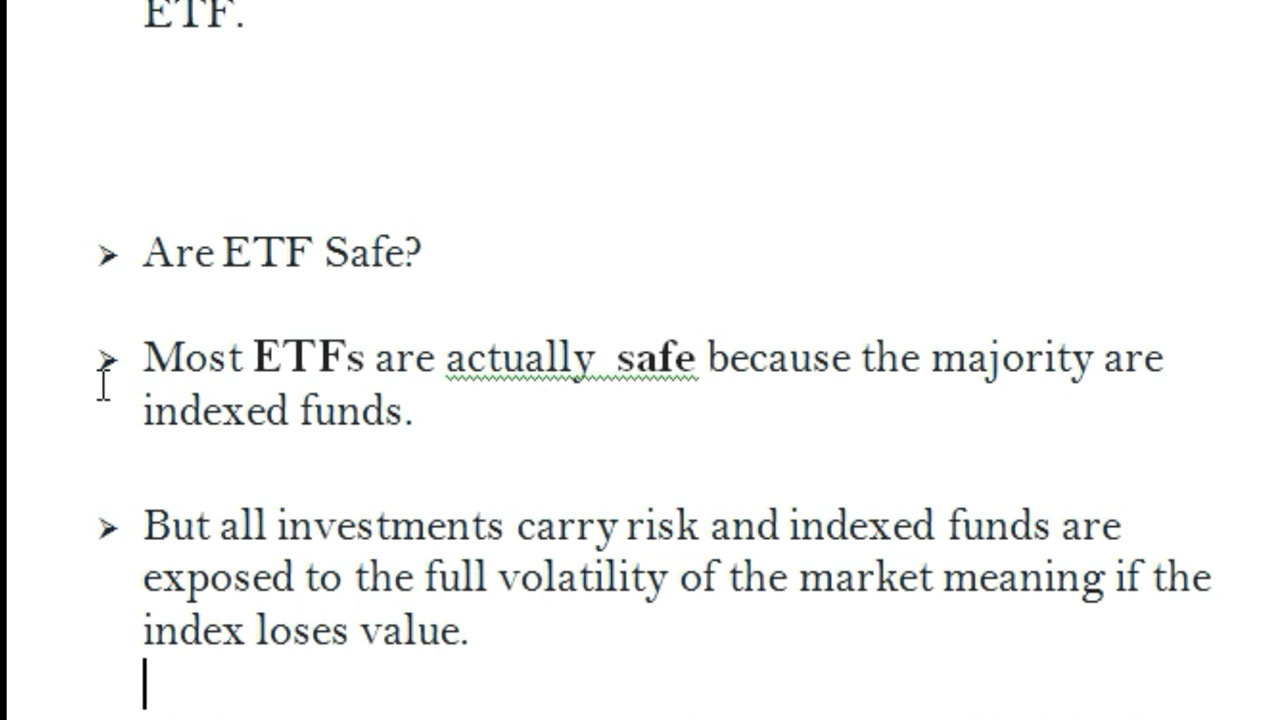 ETF.
➢ Are ETF Safe?
➢ Most ETFs are actually  safe because the majority are
indexed funds.
➢ But all investments carry risk and indexed funds are
exposed to the full volatility of the market meaning if the
index loses value.